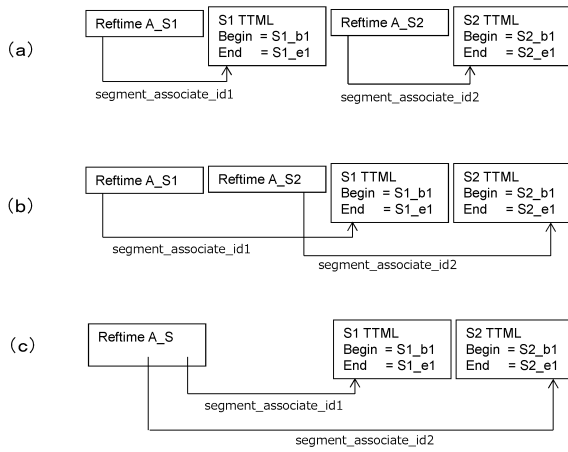 (a)
Reftime A_S1
S1 TTML
Begin = S1_b1
End = S1_e1
segment_associate_id1
Reftime A_S2
S2 TTML
Begin = S2_b1
End = S2_e1
segment_associate_id2
(b)
Reftime A_S1
Reftime A_S2
S1 TTML
Begin = S1_b1
End = S1_e1
S2 TTML
Begin = S2_b1
End = S2_e1
segment_associate_id1
segment_associate_id2
(c)
Reftime A_S
S1 TTML
Begin = S1_b1
End = S1_e1
S2 TTML
Begin = S2_b1
End = S2_e1
segment_associate_id1
segment_associate_id2